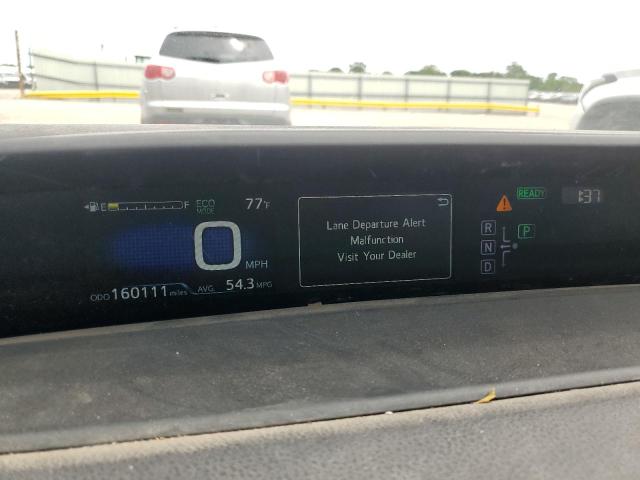 E F ECO 77°F
MODE
0 MPH
ODO 160111 miles AVG. 54.3 MPG
Lane Departure Alert
Malfunction
Visit Your Dealer
READY 1:37
R
N P
D